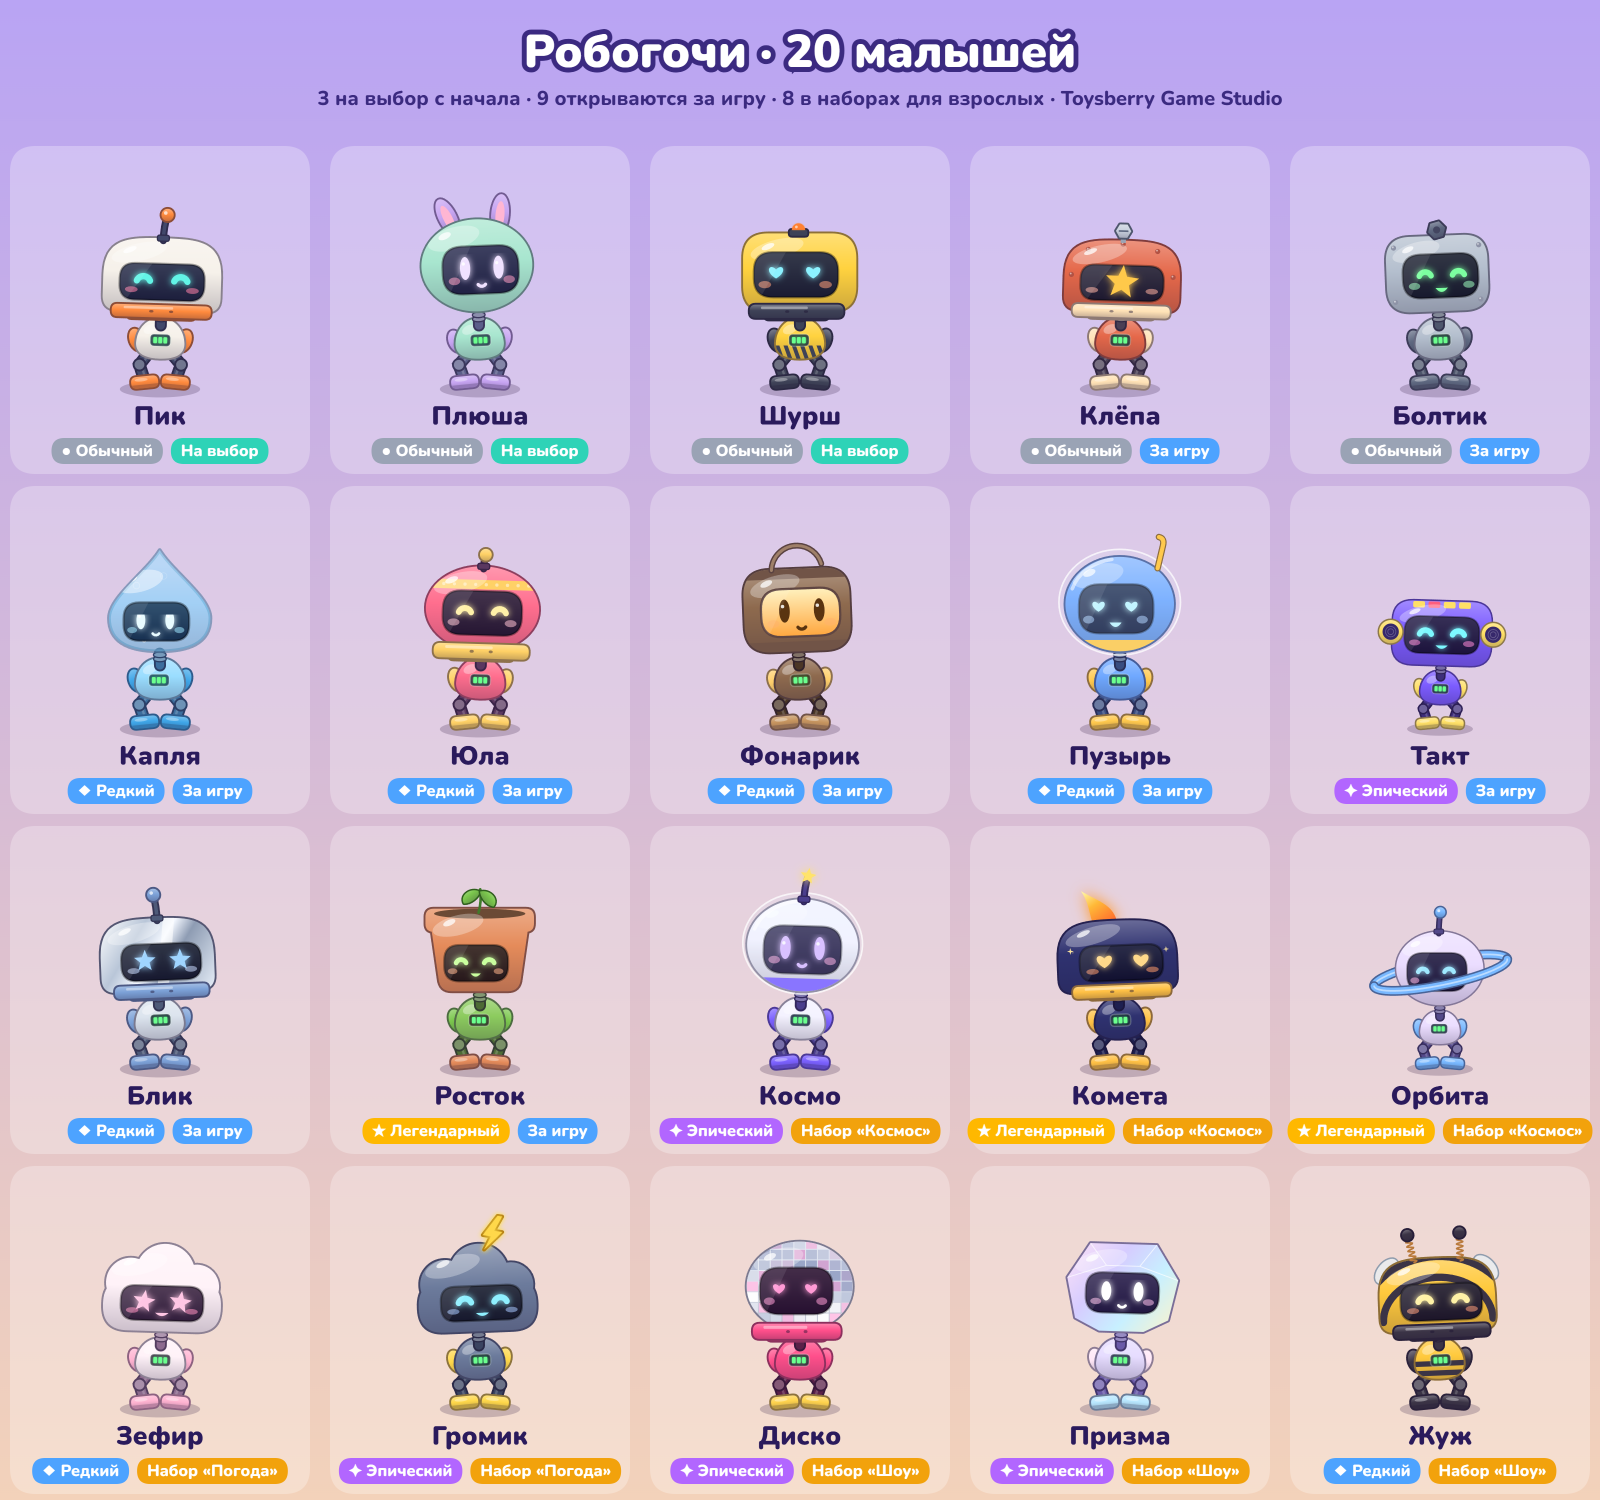 Робогочи · 20 малышей
3 на выбор с начала · 9 открываются за игру · 8 в наборах для взрослых · Toysberry Game Studio
Пик
● Обычный На выбор
Плюша
● Обычный На выбор
Шурш
● Обычный На выбор
Клёпа
● Обычный За игру
Болтик
● Обычный За игру
Капля
◆ Редкий За игру
Юла
◆ Редкий За игру
Фонарик
◆ Редкий За игру
Пузырь
◆ Редкий За игру
Такт
✦ Эпический За игру
Блик
◆ Редкий За игру
Росток
★ Легендарный За игру
Космо
✦ Эпический Набор «Космос»
Комета
★ Легендарный Набор «Космос»
Орбита
★ Легендарный Набор «Космос»
Зефир
◆ Редкий Набор «Погода»
Громик
✦ Эпический Набор «Погода»
Диско
✦ Эпический Набор «Шоу»
Призма
✦ Эпический Набор «Шоу»
Жуж
◆ Редкий Набор «Шоу»